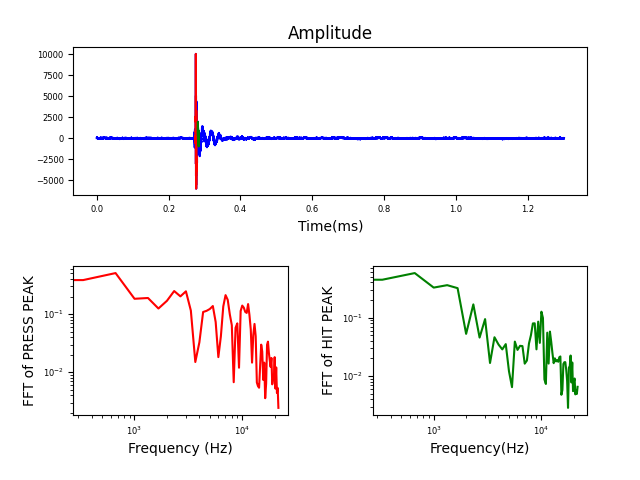 Amplitude
10000
7500
5000
2500
0
−2500
−5000
0.0 0.2 0.4 0.6 0.8 1.0 1.2
Time(ms)
FFT of PRESS PEAK
10⁻¹
10⁻²
10³ 10⁴
Frequency (Hz)
FFT of HIT PEAK
10⁻¹
10⁻²
10³ 10⁴
Frequency(Hz)